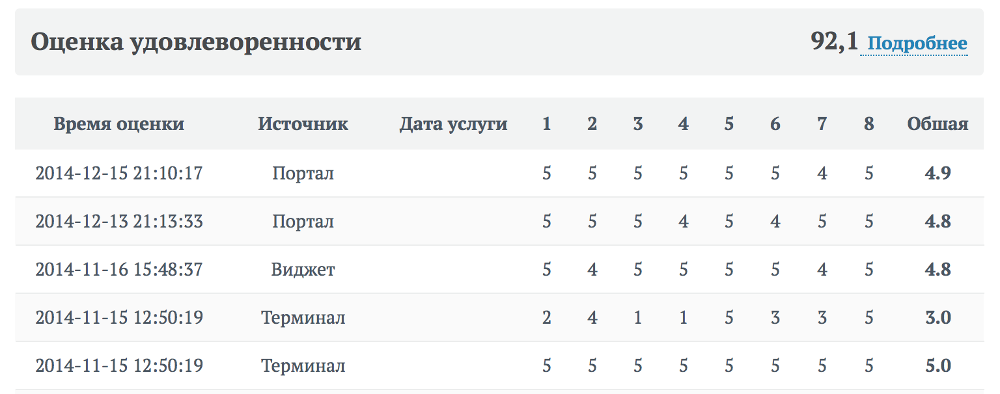 Оценка удовлеворенности 92,1 Подробнее
Время оценки Источник Дата услуги 1 2 3 4 5 6 7 8 Общая
2014-12-15 21:10:17 Портал 5 5 5 5 5 5 4 5 4.9
2014-12-13 21:13:33 Портал 5 5 5 4 5 4 5 5 4.8
2014-11-16 15:48:37 Виджет 5 4 5 5 5 5 4 5 4.8
2014-11-15 12:50:19 Терминал 2 4 1 1 5 3 3 5 3.0
2014-11-15 12:50:19 Терминал 5 5 5 5 5 5 5 5 5.0